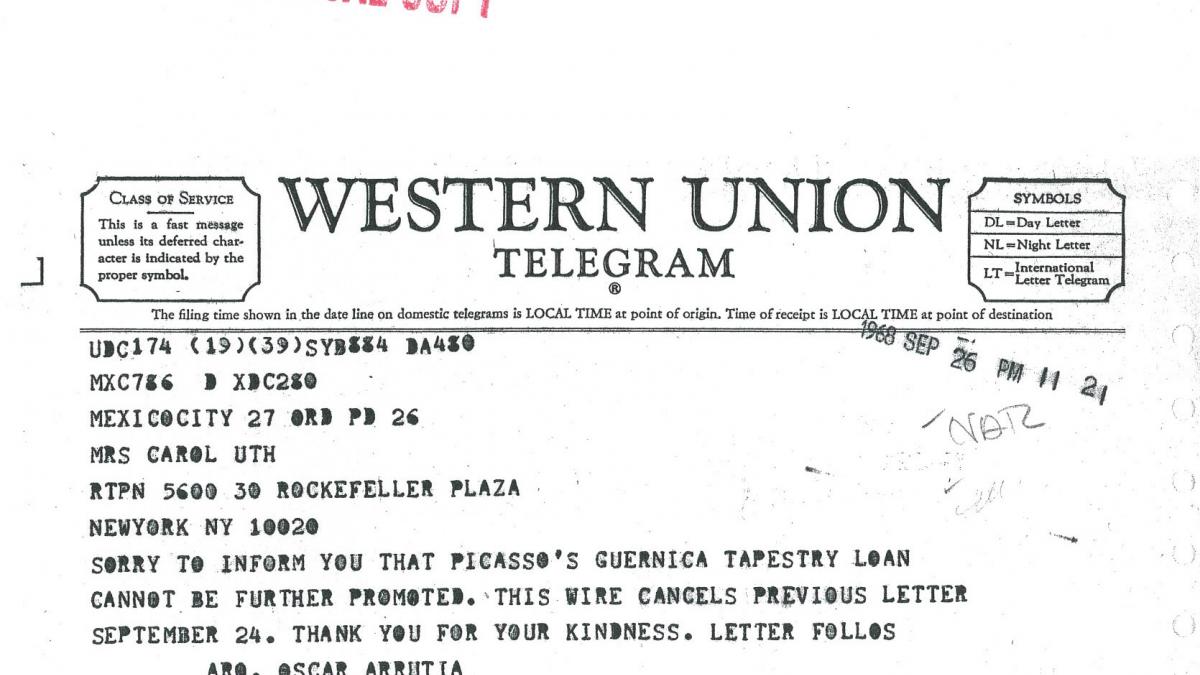 CLASS OF SERVICE
This is a fast message
unless its deferred char-
acter is indicated by the
proper symbol.
WESTERN UNION
TELEGRAM
®
SYMBOLS
DL=Day Letter
NL=Night Letter
LT=International
Letter Telegram
The filing time shown in the date line on domestic telegrams is LOCAL TIME at point of origin. Time of receipt is LOCAL TIME at point of destination
1968 SEP 26 PM 11 21
UDC174 (19)(39)SYB884 DA480
MXC786 D XDC280
MEXICOCITY 27 ORD PD 26
MRS CAROL UTH
RTPN 5600 30 ROCKEFELLER PLAZA
NEWYORK NY 10020
SORRY TO INFORM YOU THAT PICASSO'S GUERNICA TAPESTRY LOAN
CANNOT BE FURTHER PROMOTED. THIS WIRE CANCELS PREVIOUS LETTER
SEPTEMBER 24. THANK YOU FOR YOUR KINDNESS. LETTER FOLLOS
ARQ. OSCAR ARRUTIA